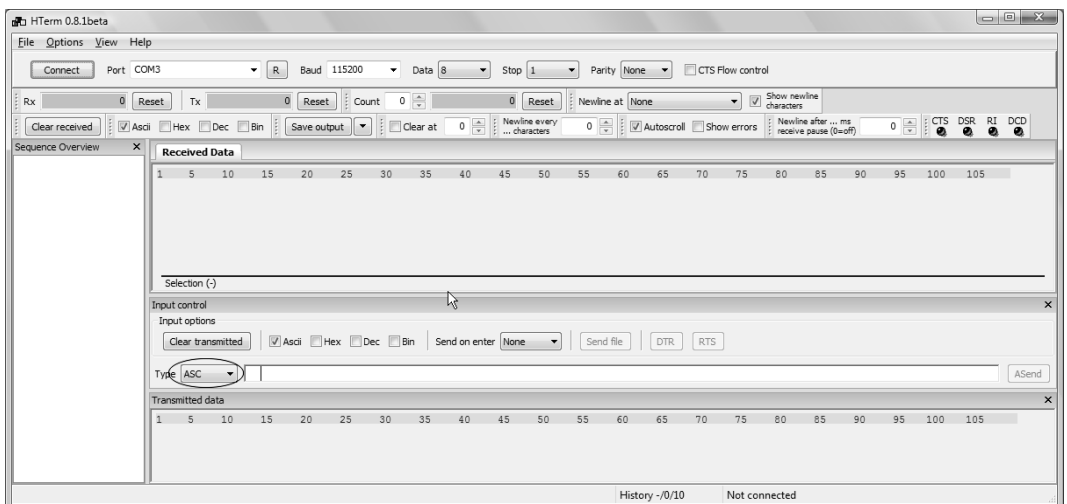 HTerm 0.8.1beta
File Options View Help
Connect Port COM3 R Baud 115200 Data 8 Stop 1 Parity None CTS Flow control
Rx 0 Reset Tx 0 Reset Count 0 0 Reset Newline at None Show newline characters
Clear received Ascii Hex Dec Bin Save output Clear at 0 Newline every ... characters 0 Autoscroll Show errors Newline after ... ms receive pause (0=off) 0 CTS DSR RI DCD
Sequence Overview
Received Data
1 5 10 15 20 25 30 35 40 45 50 55 60 65 70 75 80 85 90 95 100 105
Selection (-)
Input control
Input options
Clear transmitted Ascii Hex Dec Bin Send on enter None Send file DTR RTS
Type ASC ASend
Transmitted data
1 5 10 15 20 25 30 35 40 45 50 55 60 65 70 75 80 85 90 95 100 105
History -/0/10 Not connected